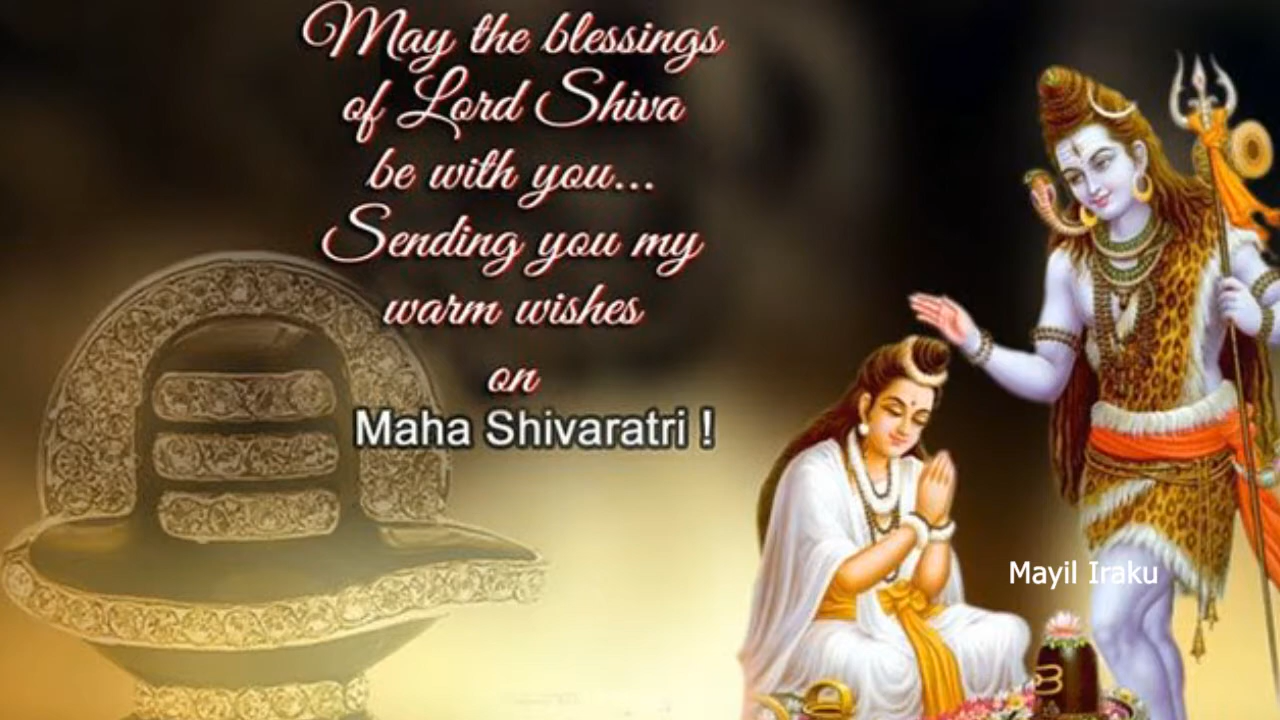 May the blessings
of Lord Shiva
be with you...
Sending you my
warm wishes
on
Maha Shivaratri !
Mayil Iraku